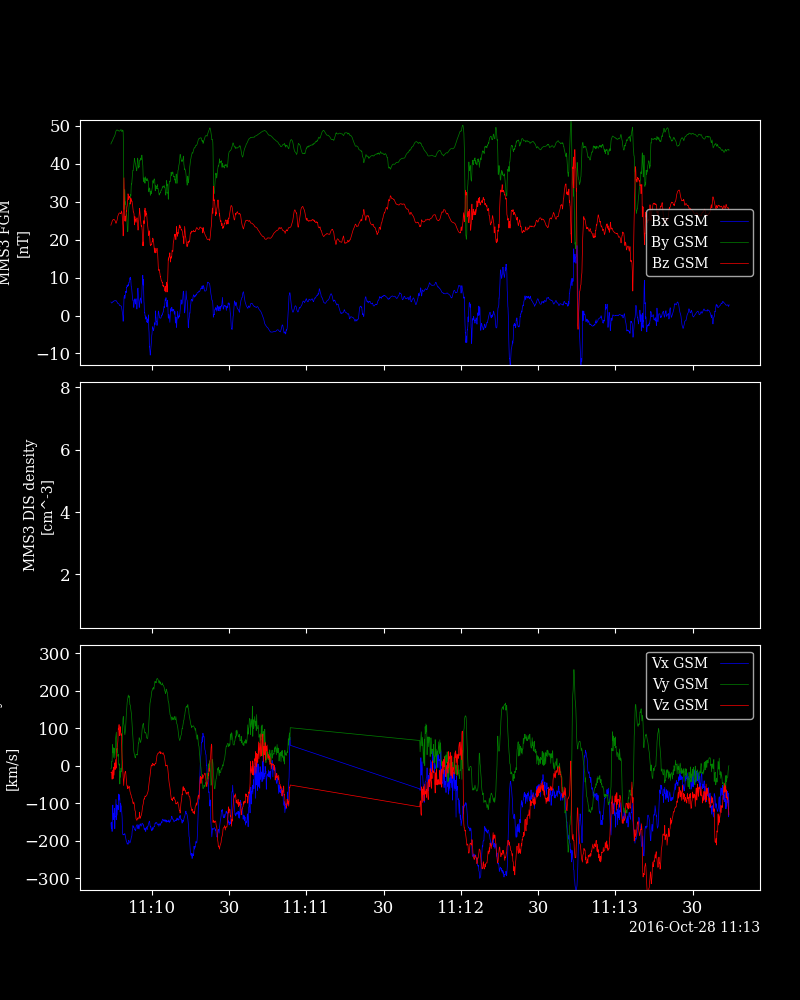 50
40
30
20
10
0
−10
MMS3 FGM
[nT]
Bx GSM
By GSM
Bz GSM
8
6
4
2
MMS3 DIS density
[cm^-3]
300
200
100
0
−100
−200
−300
[km/s]
Vx GSM
Vy GSM
Vz GSM
11:10 30 11:11 30 11:12 30 11:13 30
2016-Oct-28 11:13